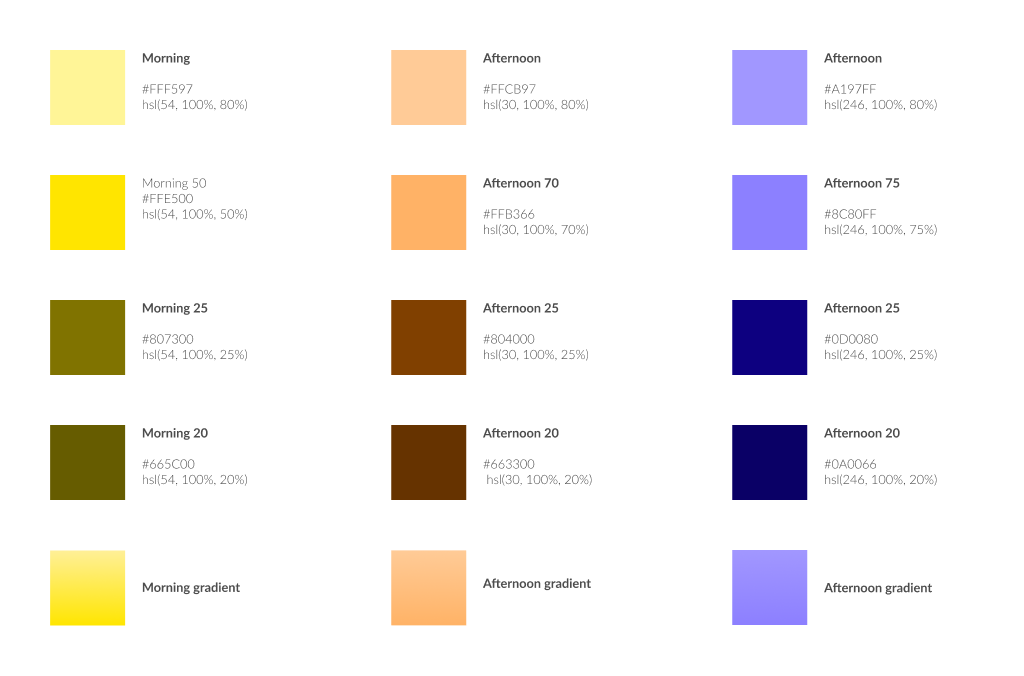 Morning
#FFF597
hsl(54, 100%, 80%)
Afternoon
#FFCB97
hsl(30, 100%, 80%)
Afternoon
#A197FF
hsl(246, 100%, 80%)
Morning 50
#FFE500
hsl(54, 100%, 50%)
Afternoon 70
#FFB366
hsl(30, 100%, 70%)
Afternoon 75
#8C80FF
hsl(246, 100%, 75%)
Morning 25
#807300
hsl(54, 100%, 25%)
Afternoon 25
#804000
hsl(30, 100%, 25%)
Afternoon 25
#0D0080
hsl(246, 100%, 25%)
Morning 20
#665C00
hsl(54, 100%, 20%)
Afternoon 20
#663300
hsl(30, 100%, 20%)
Afternoon 20
#0A0066
hsl(246, 100%, 20%)
Morning gradient
Afternoon gradient
Afternoon gradient